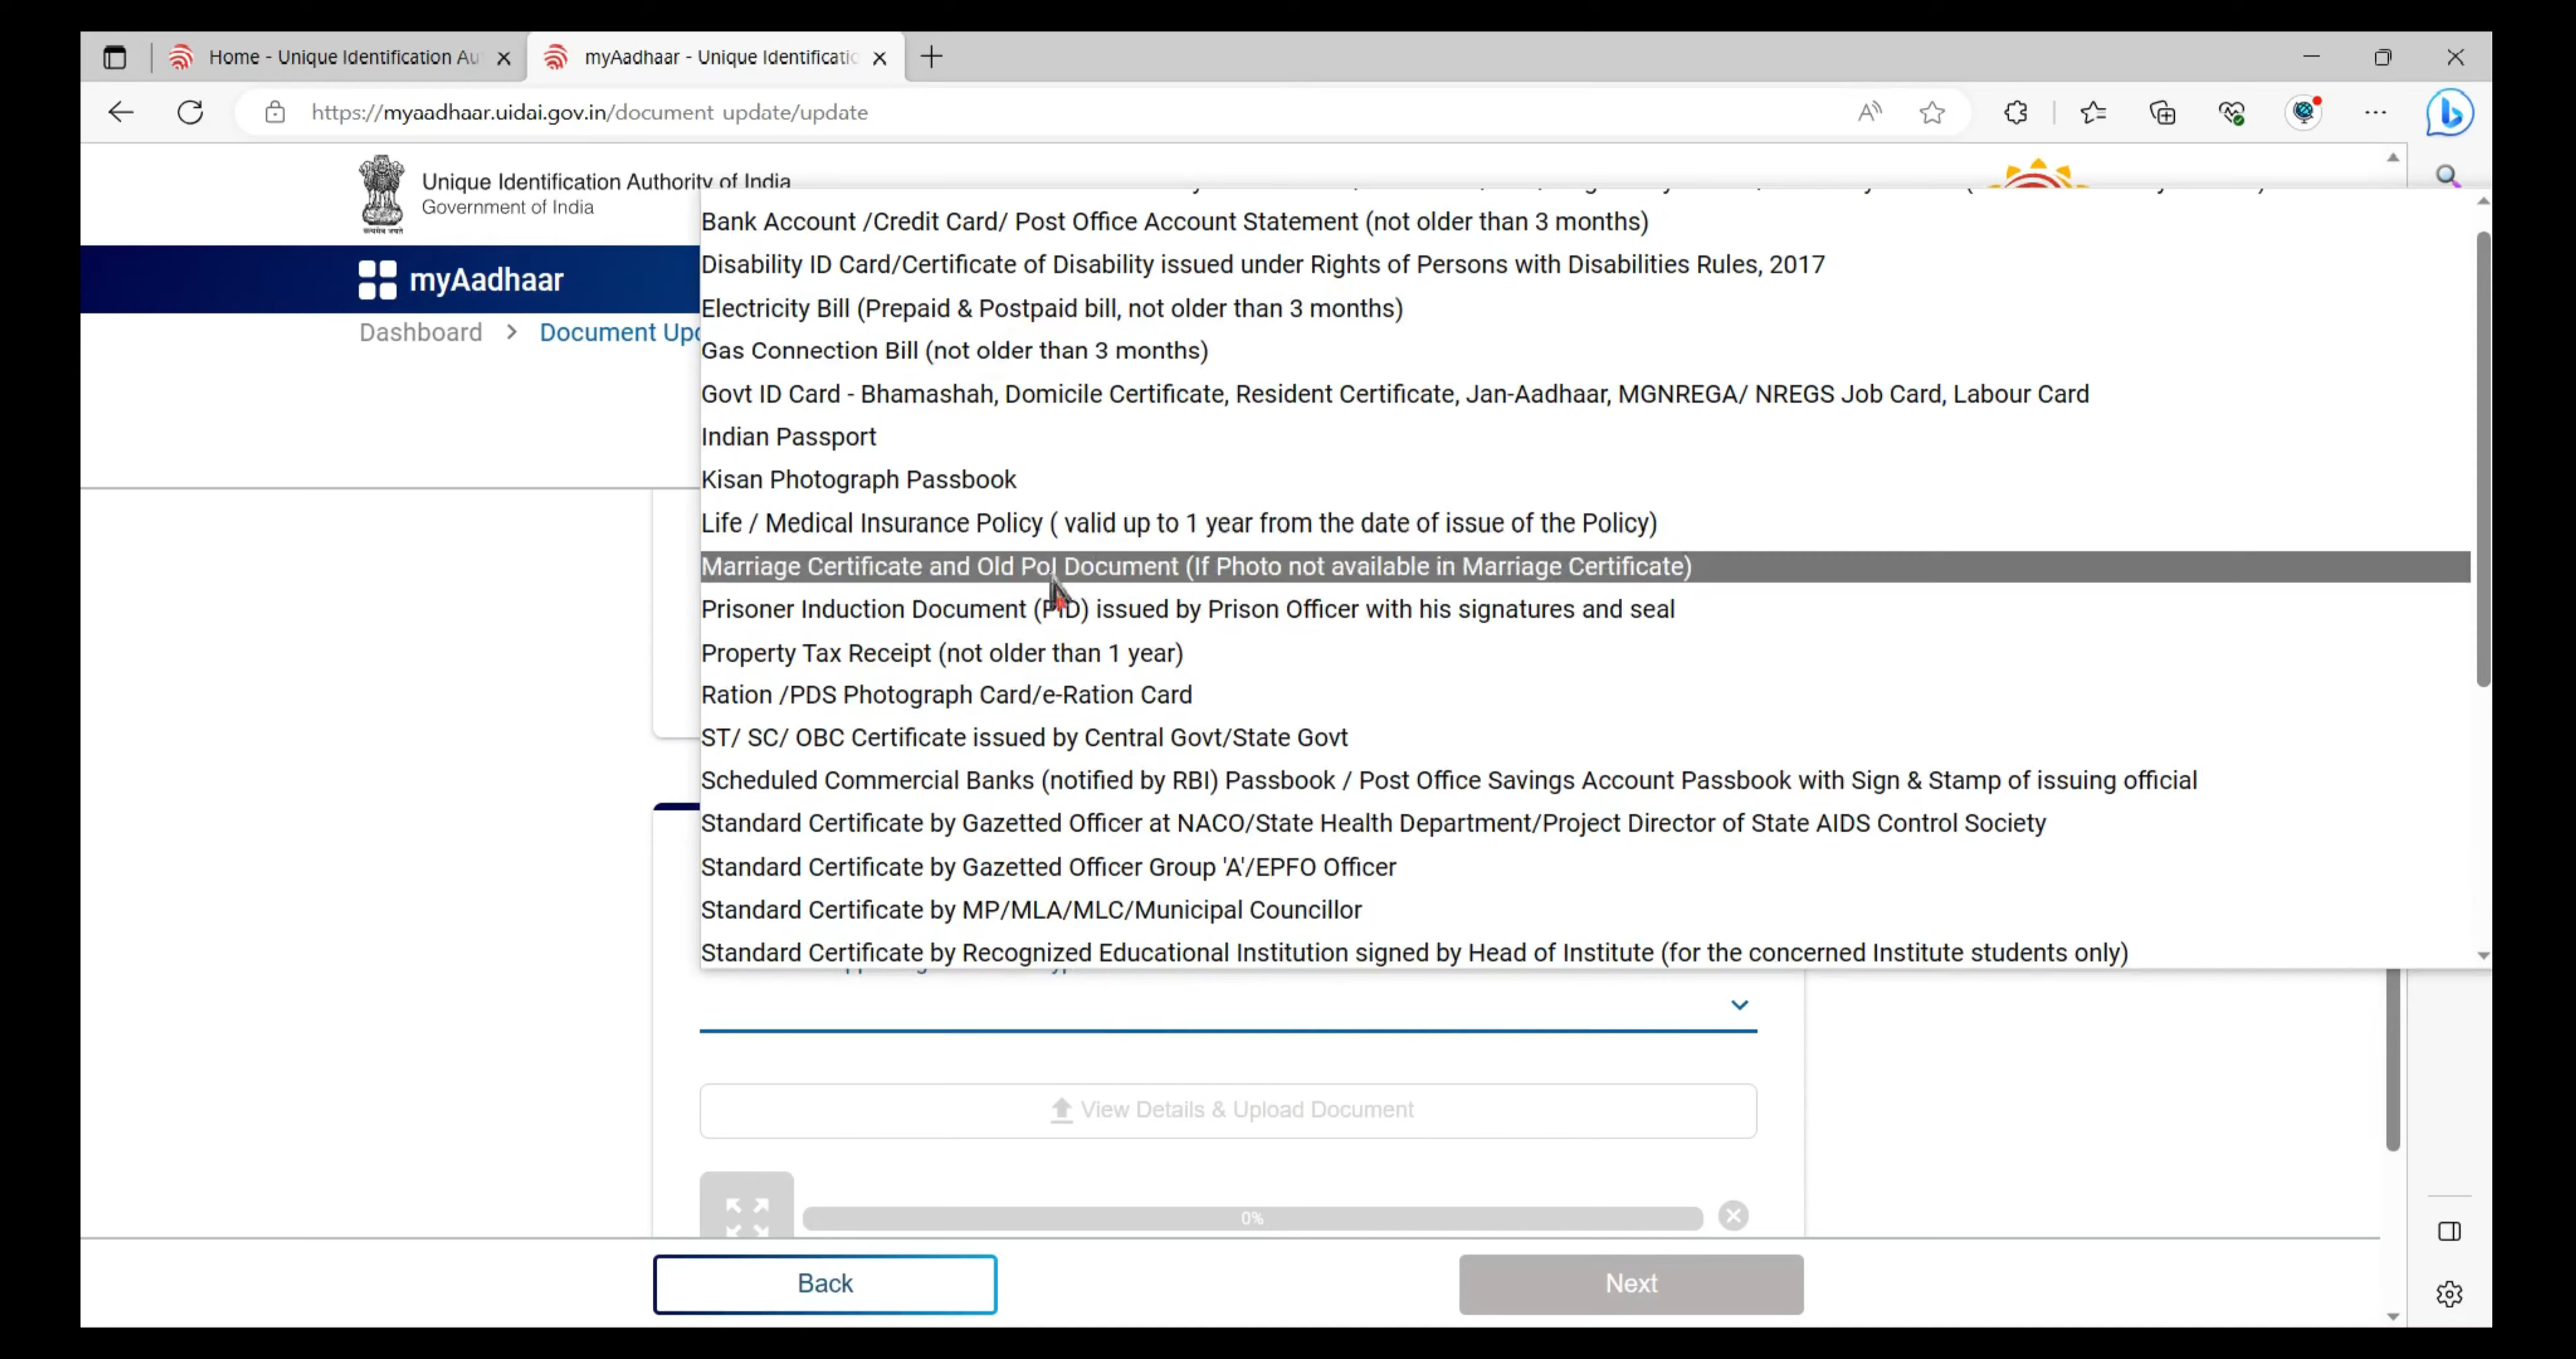 Home - Unique Identification Au
myAadhaar - Unique Identificatic
https://myaadhaar.uidai.gov.in/document update/update
Unique Identification Authority of India
Government of India
सत्यमेव जयते
myAadhaar
Dashboard > Document Upd
Bank Account /Credit Card/ Post Office Account Statement (not older than 3 months)
Disability ID Card/Certificate of Disability issued under Rights of Persons with Disabilities Rules, 2017
Electricity Bill (Prepaid & Postpaid bill, not older than 3 months)
Gas Connection Bill (not older than 3 months)
Govt ID Card - Bhamashah, Domicile Certificate, Resident Certificate, Jan-Aadhaar, MGNREGA/ NREGS Job Card, Labour Card
Indian Passport
Kisan Photograph Passbook
Life / Medical Insurance Policy ( valid up to 1 year from the date of issue of the Policy)
Marriage Certificate and Old PoI Document (If Photo not available in Marriage Certificate)
Prisoner Induction Document (PID) issued by Prison Officer with his signatures and seal
Property Tax Receipt (not older than 1 year)
Ration /PDS Photograph Card/e-Ration Card
ST/ SC/ OBC Certificate issued by Central Govt/State Govt
Scheduled Commercial Banks (notified by RBI) Passbook / Post Office Savings Account Passbook with Sign & Stamp of issuing official
Standard Certificate by Gazetted Officer at NACO/State Health Department/Project Director of State AIDS Control Society
Standard Certificate by Gazetted Officer Group 'A'/EPFO Officer
Standard Certificate by MP/MLA/MLC/Municipal Councillor
Standard Certificate by Recognized Educational Institution signed by Head of Institute (for the concerned Institute students only)
View Details & Upload Document
0%
Back
Next